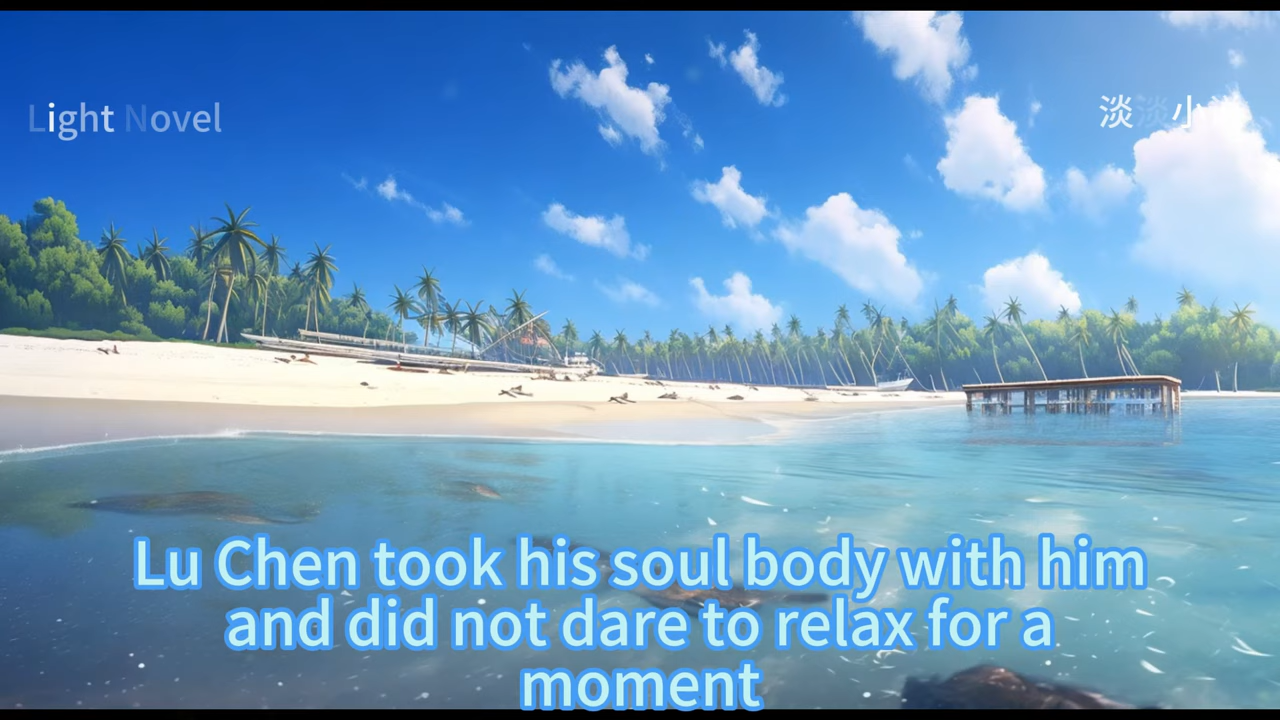 Light Novel
淡淡小
Lu Chen took his soul body with him
and did not dare to relax for a
moment